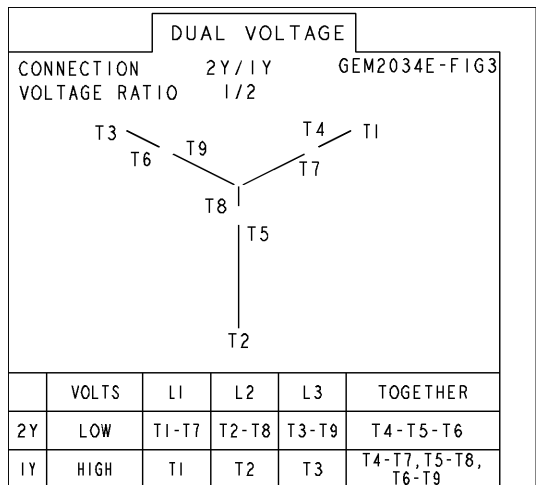 DUAL VOLTAGE
CONNECTION 2Y/1Y GEM2034E-FIG3
VOLTAGE RATIO 1/2
T3 T4 T1
T6 T9 T7
T8
T5
T2
VOLTS L1 L2 L3 TOGETHER
2Y LOW T1-T7 T2-T8 T3-T9 T4-T5-T6
1Y HIGH T1 T2 T3 T4-T7,T5-T8,
T6-T9